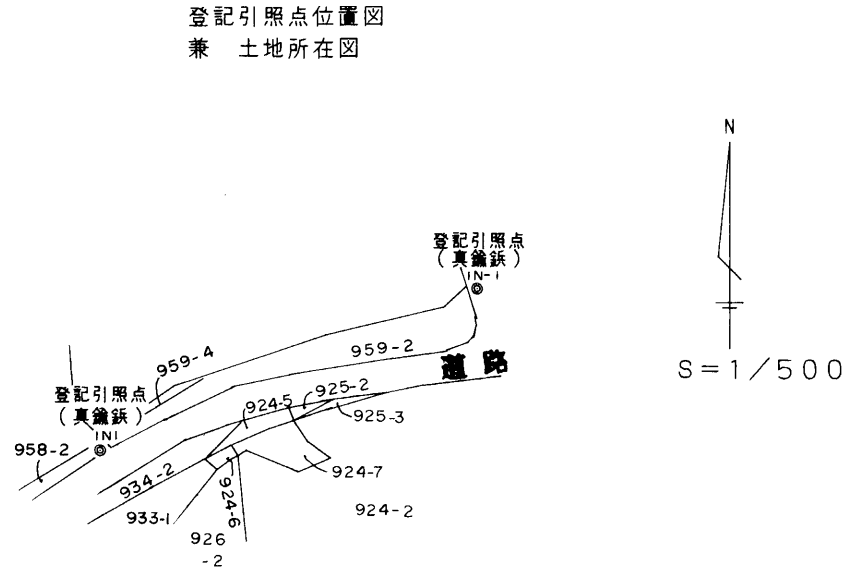 登記引照点位置図
兼 土地所在図
N
登記引照点
(真鍮鋲)
IN-1
959-4
959-2
道路
S=1/500
登記引照点
(真鍮鋲)
IN1
924-5
925-2
925-3
958-2
934-2
924-6
924-7
933-1
924-2
926
-2